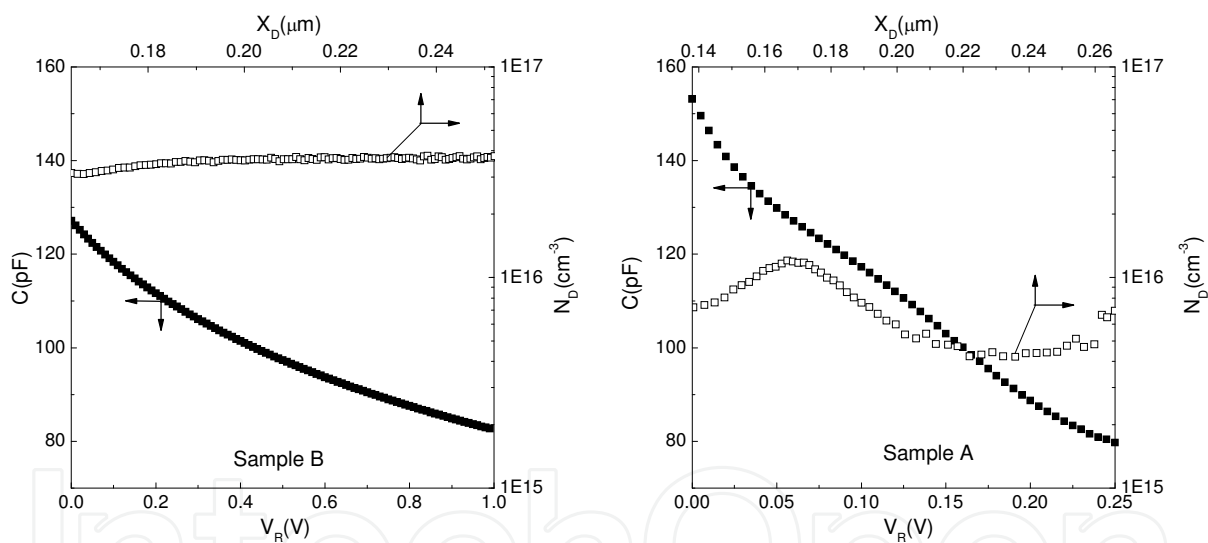 X_D(μm)
0.18 0.20 0.22 0.24
160 140 120 100 80
C(pF)
1E17 1E16 1E15
N_D(cm^-3)
Sample B
0.0 0.2 0.4 0.6 0.8 1.0
V_R(V)
X_D(μm)
0.14 0.16 0.18 0.20 0.22 0.24 0.26
160 140 120 100 80
C(pF)
1E17 1E16 1E15
N_D(cm^-3)
Sample A
0.00 0.05 0.10 0.15 0.20 0.25
V_R(V)
IntechOpen